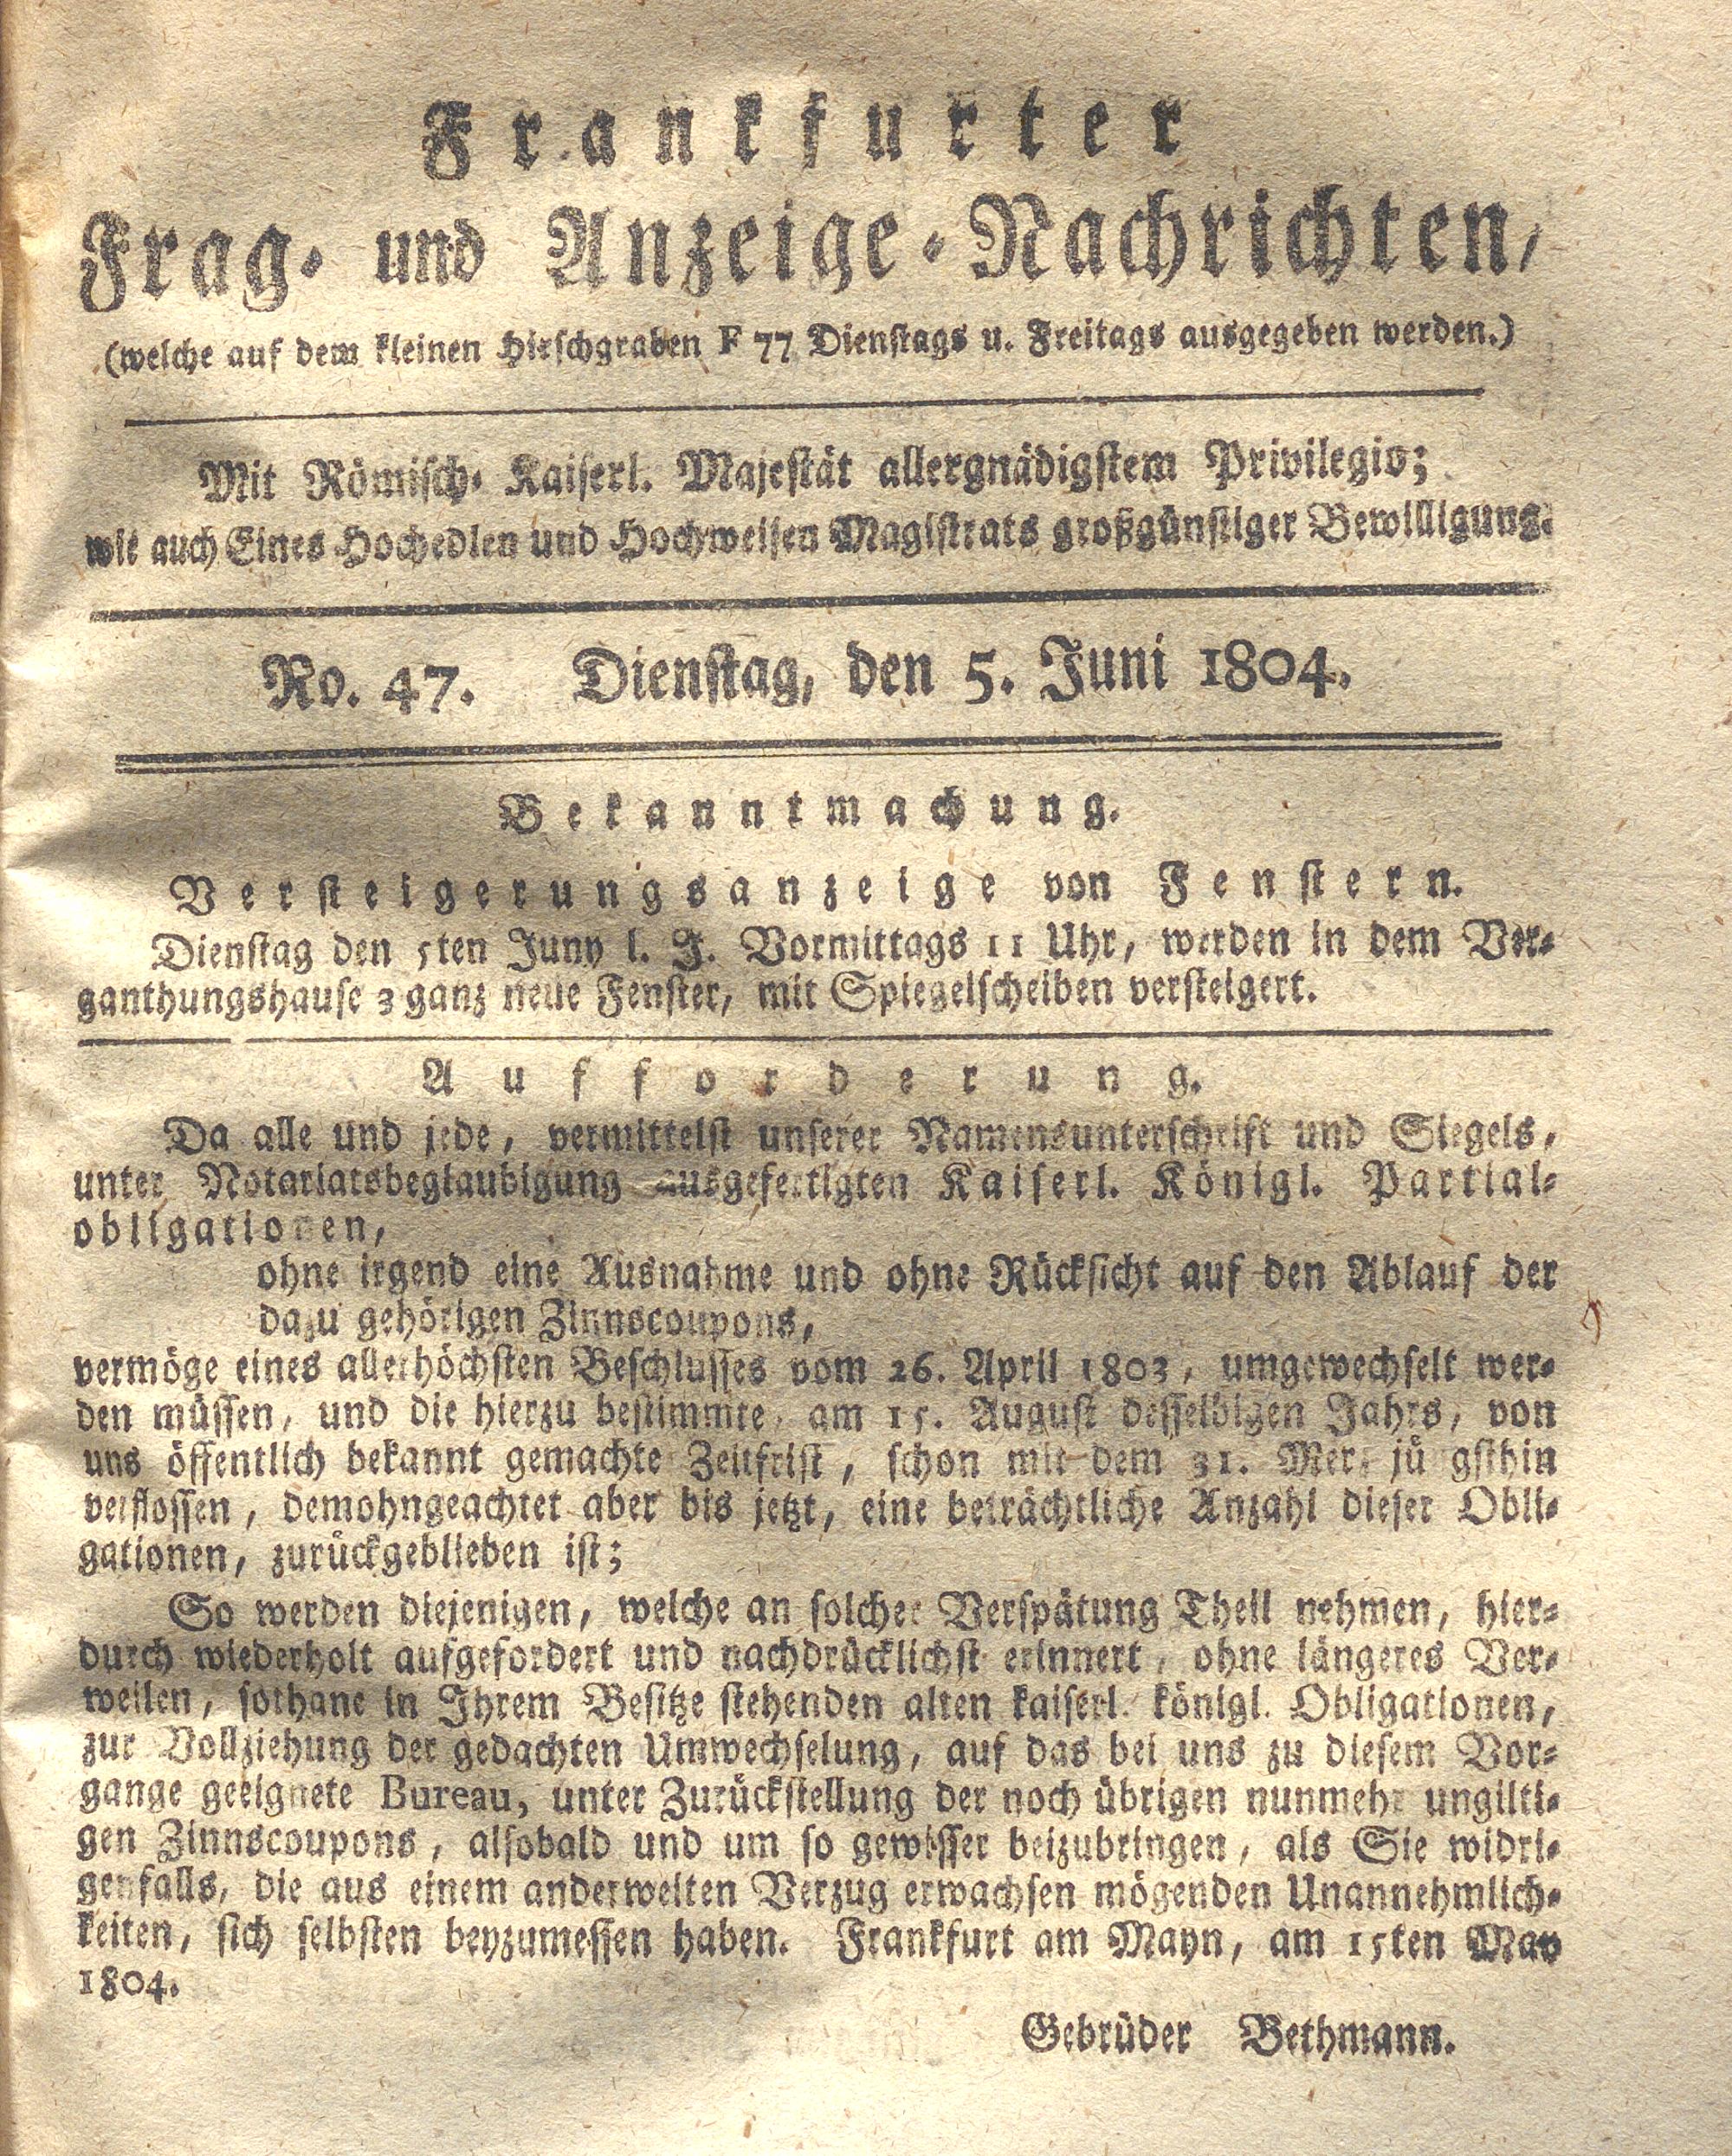 Frankfurter
Frag- und Anzeige-Nachrichten,
(welche auf dem kleinen Hirschgraben F 77 Dienstags u. Freitags ausgegeben werden.)
Mit Römisch-Kaiserl. Majestät allergnädigstem Privilegio;
wie auch Eines Hochedlen und Hochweisen Magistrats großgünstiger Bewilligung.
No. 47. Dienstag, den 5. Juni 1804.
Bekanntmachung.
Versteigerungsanzeige von Fenstern.
Dienstag den 5ten Juny l. J. Vormittags 11 Uhr, werden in dem Ver-
ganthungshause 3 ganz neue Fenster, mit Spiegelscheiben versteigert.
Aufforderung.
Da alle und jede, vermittelst unserer Namensunterschrift und Siegels,
unter Notariatsbeglaubigung ausgefertigten Kaiserl. Königl. Partial-
obligationen,
ohne irgend eine Ausnahme und ohne Rücksicht auf den Ablauf der
dazu gehörigen Zinnscoupons,
vermöge eines allerhöchsten Beschlusses vom 26. April 1803, umgewechselt wer-
den müssen, und die hierzu bestimmte, am 15. August desselbigen Jahrs, von
uns öffentlich bekannt gemachte Zeitfrist, schon mit dem 31. Merz jüngsthin
verflossen, demohngeachtet aber bis jetzt, eine beträchtliche Anzahl dieser Obli-
gationen, zurückgeblieben ist;
So werden diejenigen, welche an solcher Verspätung Theil nehmen, hier-
durch wiederholt aufgefordert und nachdrücklichst erinnert, ohne längeres Ver-
weilen, sothane in Ihrem Besitze stehenden alten kaiserl. königl. Obligationen,
zur Vollziehung der gedachten Umwechselung, auf das bei uns zu diesem Vor-
gange geeignete Bureau, unter Zurückstellung der noch übrigen nunmehr ungilti-
gen Zinnscoupons, alsobald und um so gewisser beizubringen, als Sie widri-
genfalls, die aus einem anderweiten Verzug erwachsen mögenden Unannehmlich-
keiten, sich selbsten beyzumessen haben. Frankfurt am Mayn, am 15ten May
1804.
Gebrüder Bethmann.